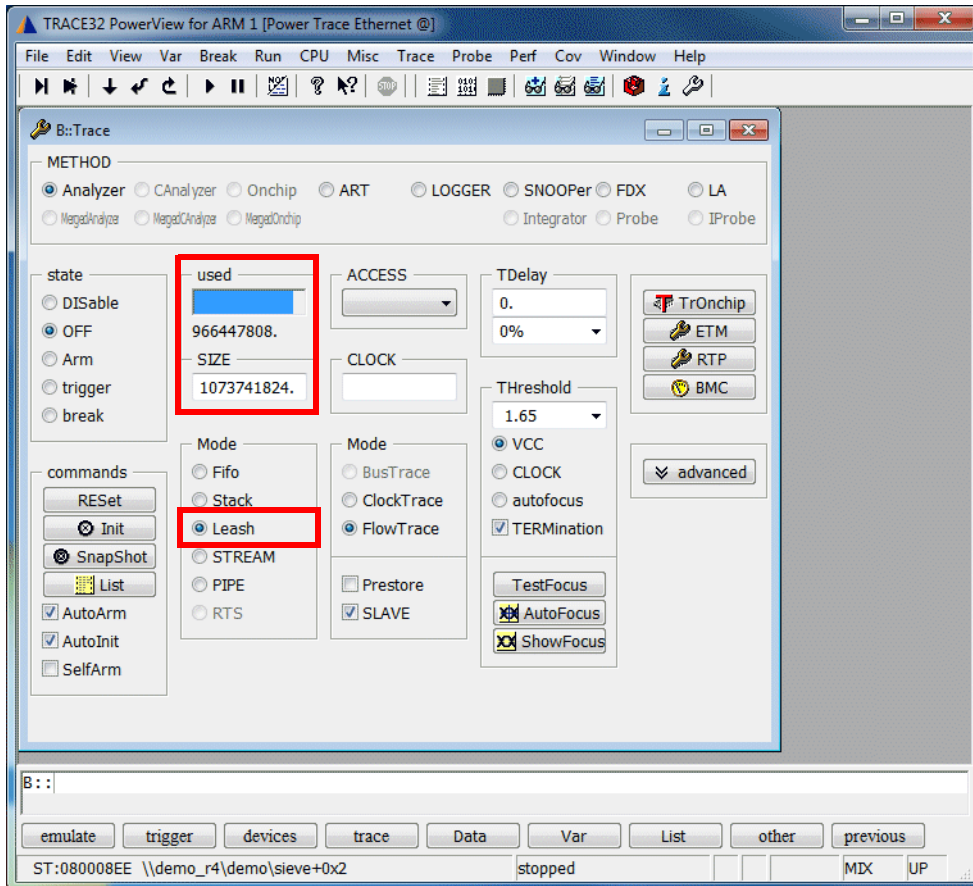 TRACE32 PowerView for ARM 1 [Power Trace Ethernet @]
File Edit View Var Break Run CPU Misc Trace Probe Perf Cov Window Help
B::Trace
METHOD
Analyzer CAnalyzer Onchip ART LOGGER SNOOPer FDX LA
MergedAnalyzer MergedCAnalyzer MergedOnchip Integrator Probe IProbe
state
DISable
OFF
Arm
trigger
break
used
966447808.
SIZE
1073741824.
ACCESS
CLOCK
TDelay
0.
0%
THreshold
1.65
VCC
CLOCK
autofocus
TERMination
TestFocus
AutoFocus
ShowFocus
TrOnchip
ETM
RTP
BMC
advanced
commands
RESet
Init
SnapShot
List
AutoArm
AutoInit
SelfArm
Mode
Fifo
Stack
Leash
STREAM
PIPE
RTS
Mode
BusTrace
ClockTrace
FlowTrace
Prestore
SLAVE
B::
emulate trigger devices trace Data Var List other previous
ST:080008EE \\demo_r4\demo\sieve+0x2 stopped MIX UP